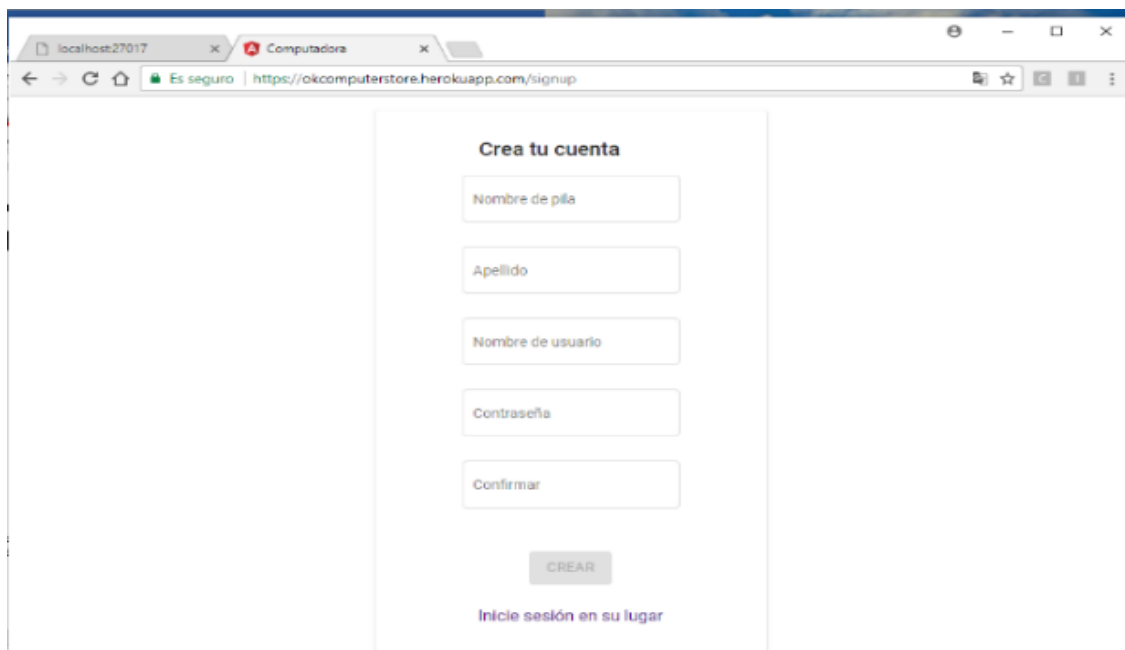 localhost:27017
Computadora
Es seguro | https://okcomputerstore.herokuapp.com/signup
Crea tu cuenta
Nombre de pila
Apellido
Nombre de usuario
Contraseña
Confirmar
CREAR
Inicie sesión en su lugar